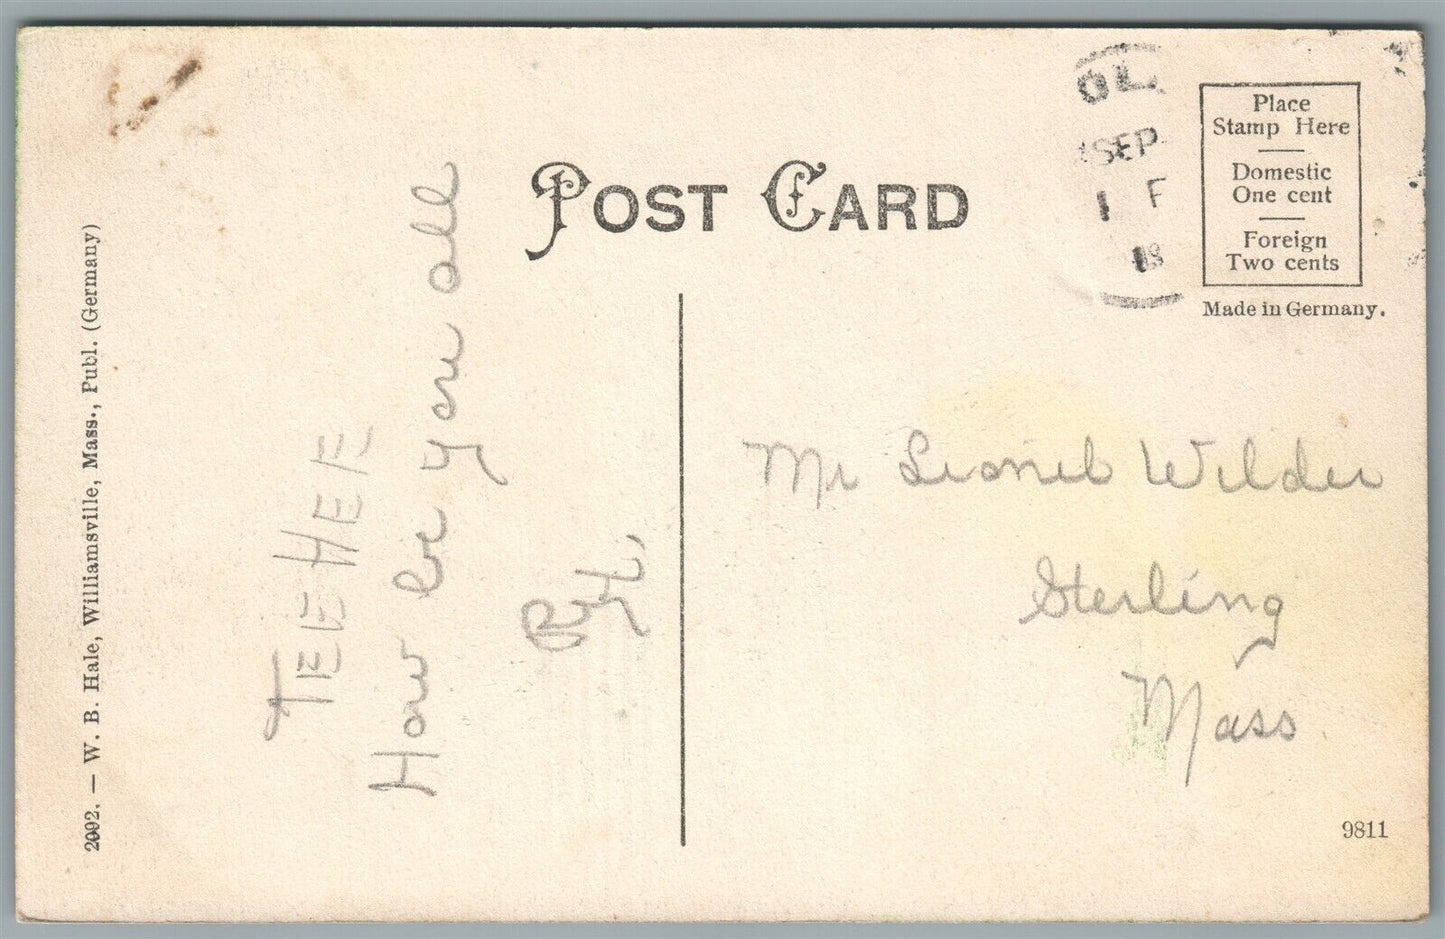 POST CARD
Place
Stamp Here
Domestic
One cent
Foreign
Two cents
Made in Germany.
OL.
SEP
1 F
2092. — W. B. Hale, Williamsville, Mass., Publ. (Germany)
TEE HEE
How be you all
Mr Lionel Wilder
Sterling
Mass
9811